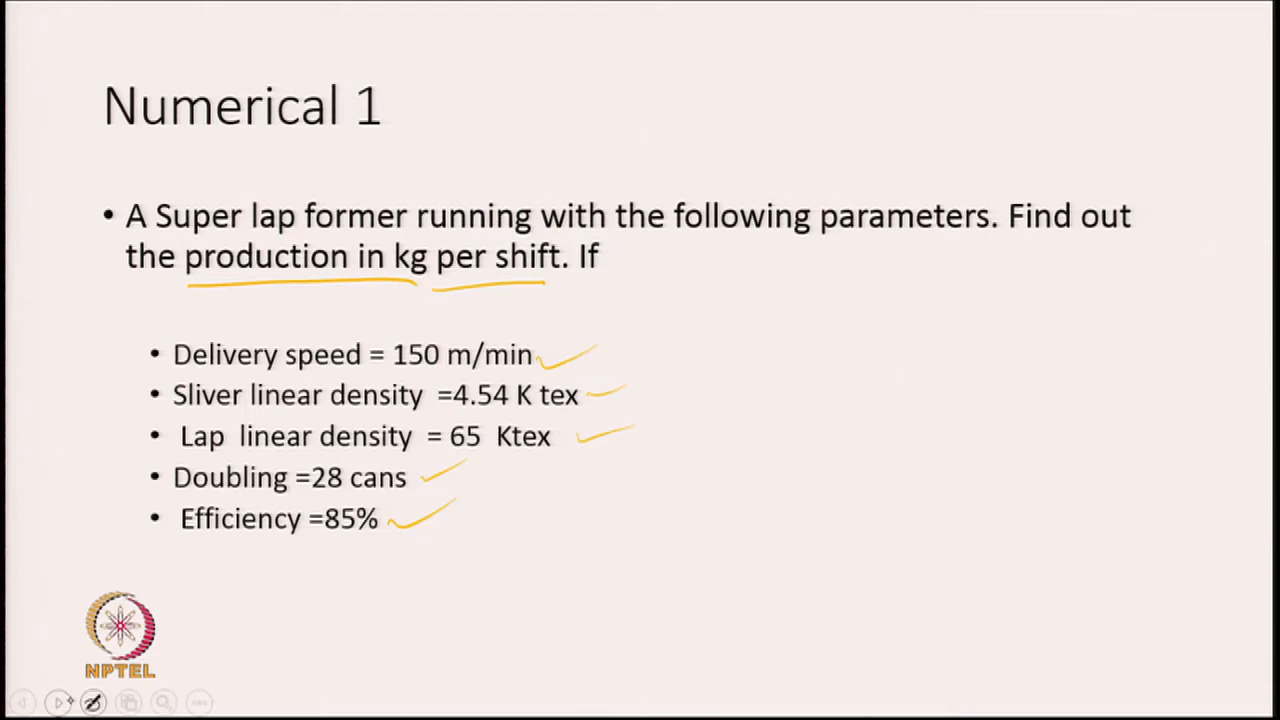 Numerical 1
• A Super lap former running with the following parameters. Find out
the production in kg per shift. If
• Delivery speed = 150 m/min
• Sliver linear density =4.54 K tex
• Lap linear density = 65 Ktex
• Doubling =28 cans
• Efficiency =85%
NPTEL